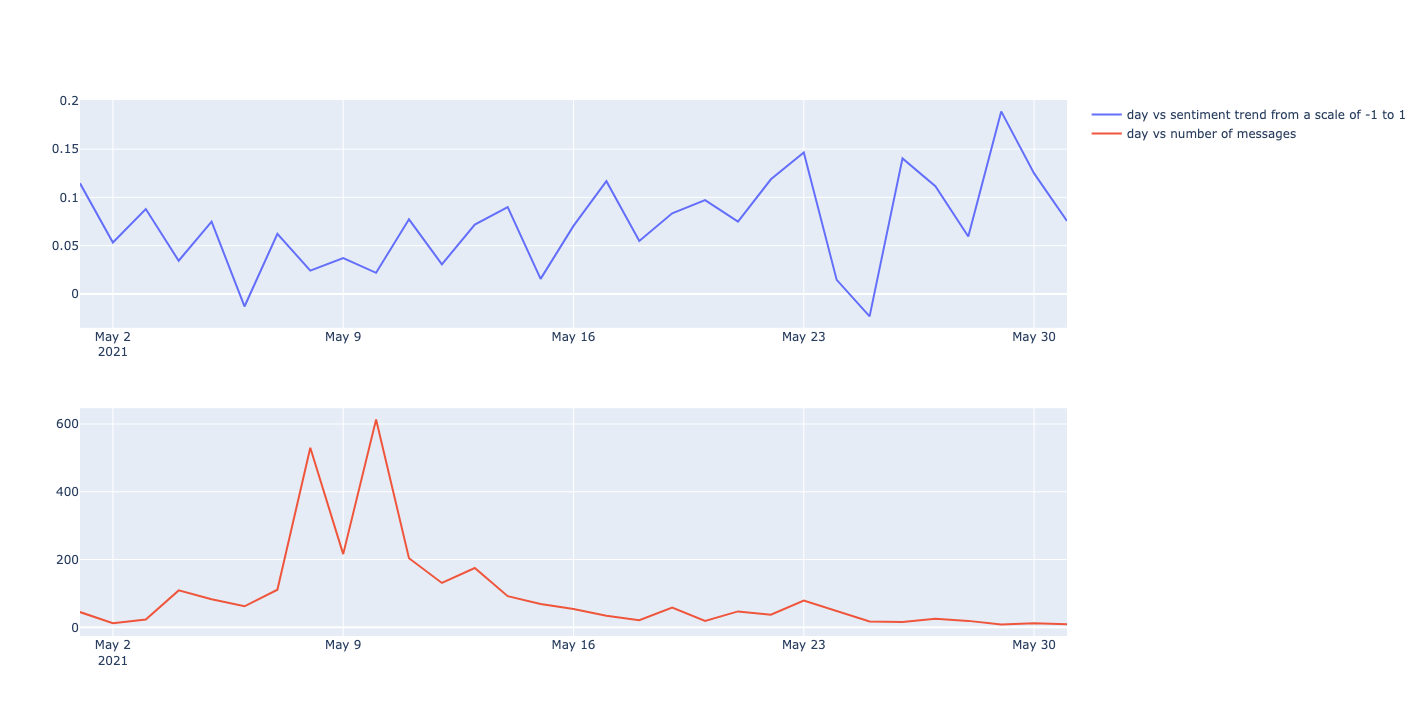 0.2
0.15
0.1
0.05
0
May 2
2021
May 9
May 16
May 23
May 30
day vs sentiment trend from a scale of -1 to 1
day vs number of messages
600
400
200
0
May 2
2021
May 9
May 16
May 23
May 30